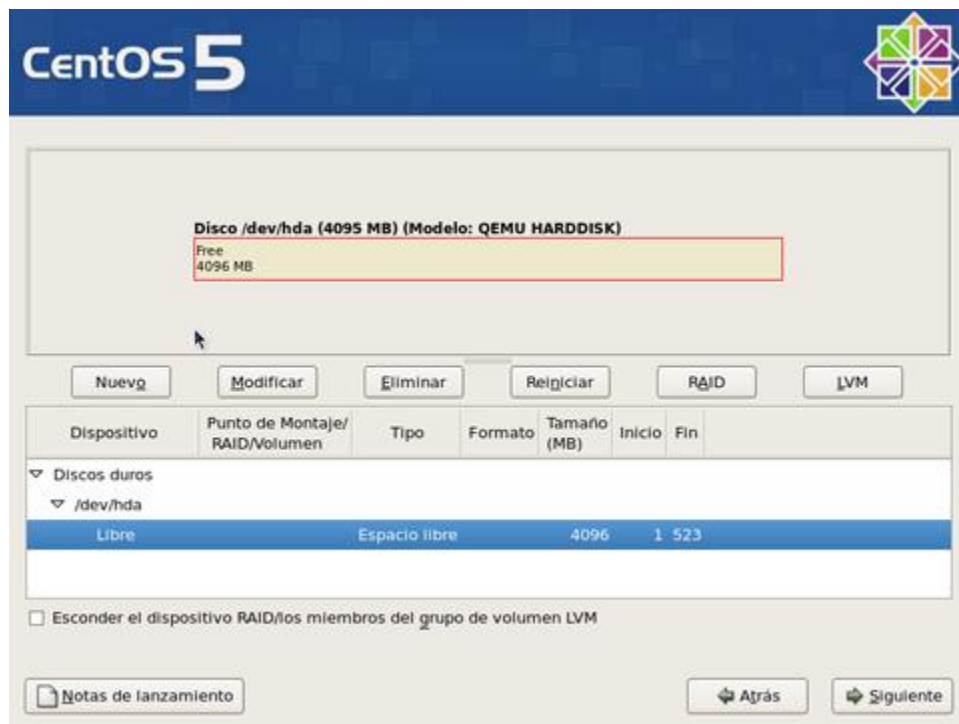 CentOS 5
Disco /dev/hda (4095 MB) (Modelo: QEMU HARDDISK)
Free
4096 MB
Nuevo
Modificar
Eliminar
Reiniciar
RAID
LVM
Dispositivo
Punto de Montaje/
RAID/Volumen
Tipo
Formato
Tamaño
(MB)
Inicio
Fin
Discos duros
/dev/hda
Libre Espacio libre 4096 1 523
Esconder el dispositivo RAID/los miembros del grupo de volumen LVM
Notas de lanzamiento
Atrás
Siguiente